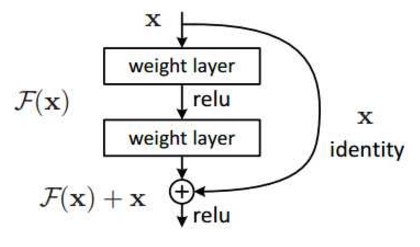 x
weight layer
relu
F(x)
x
identity
weight layer
F(x) + x
+
relu